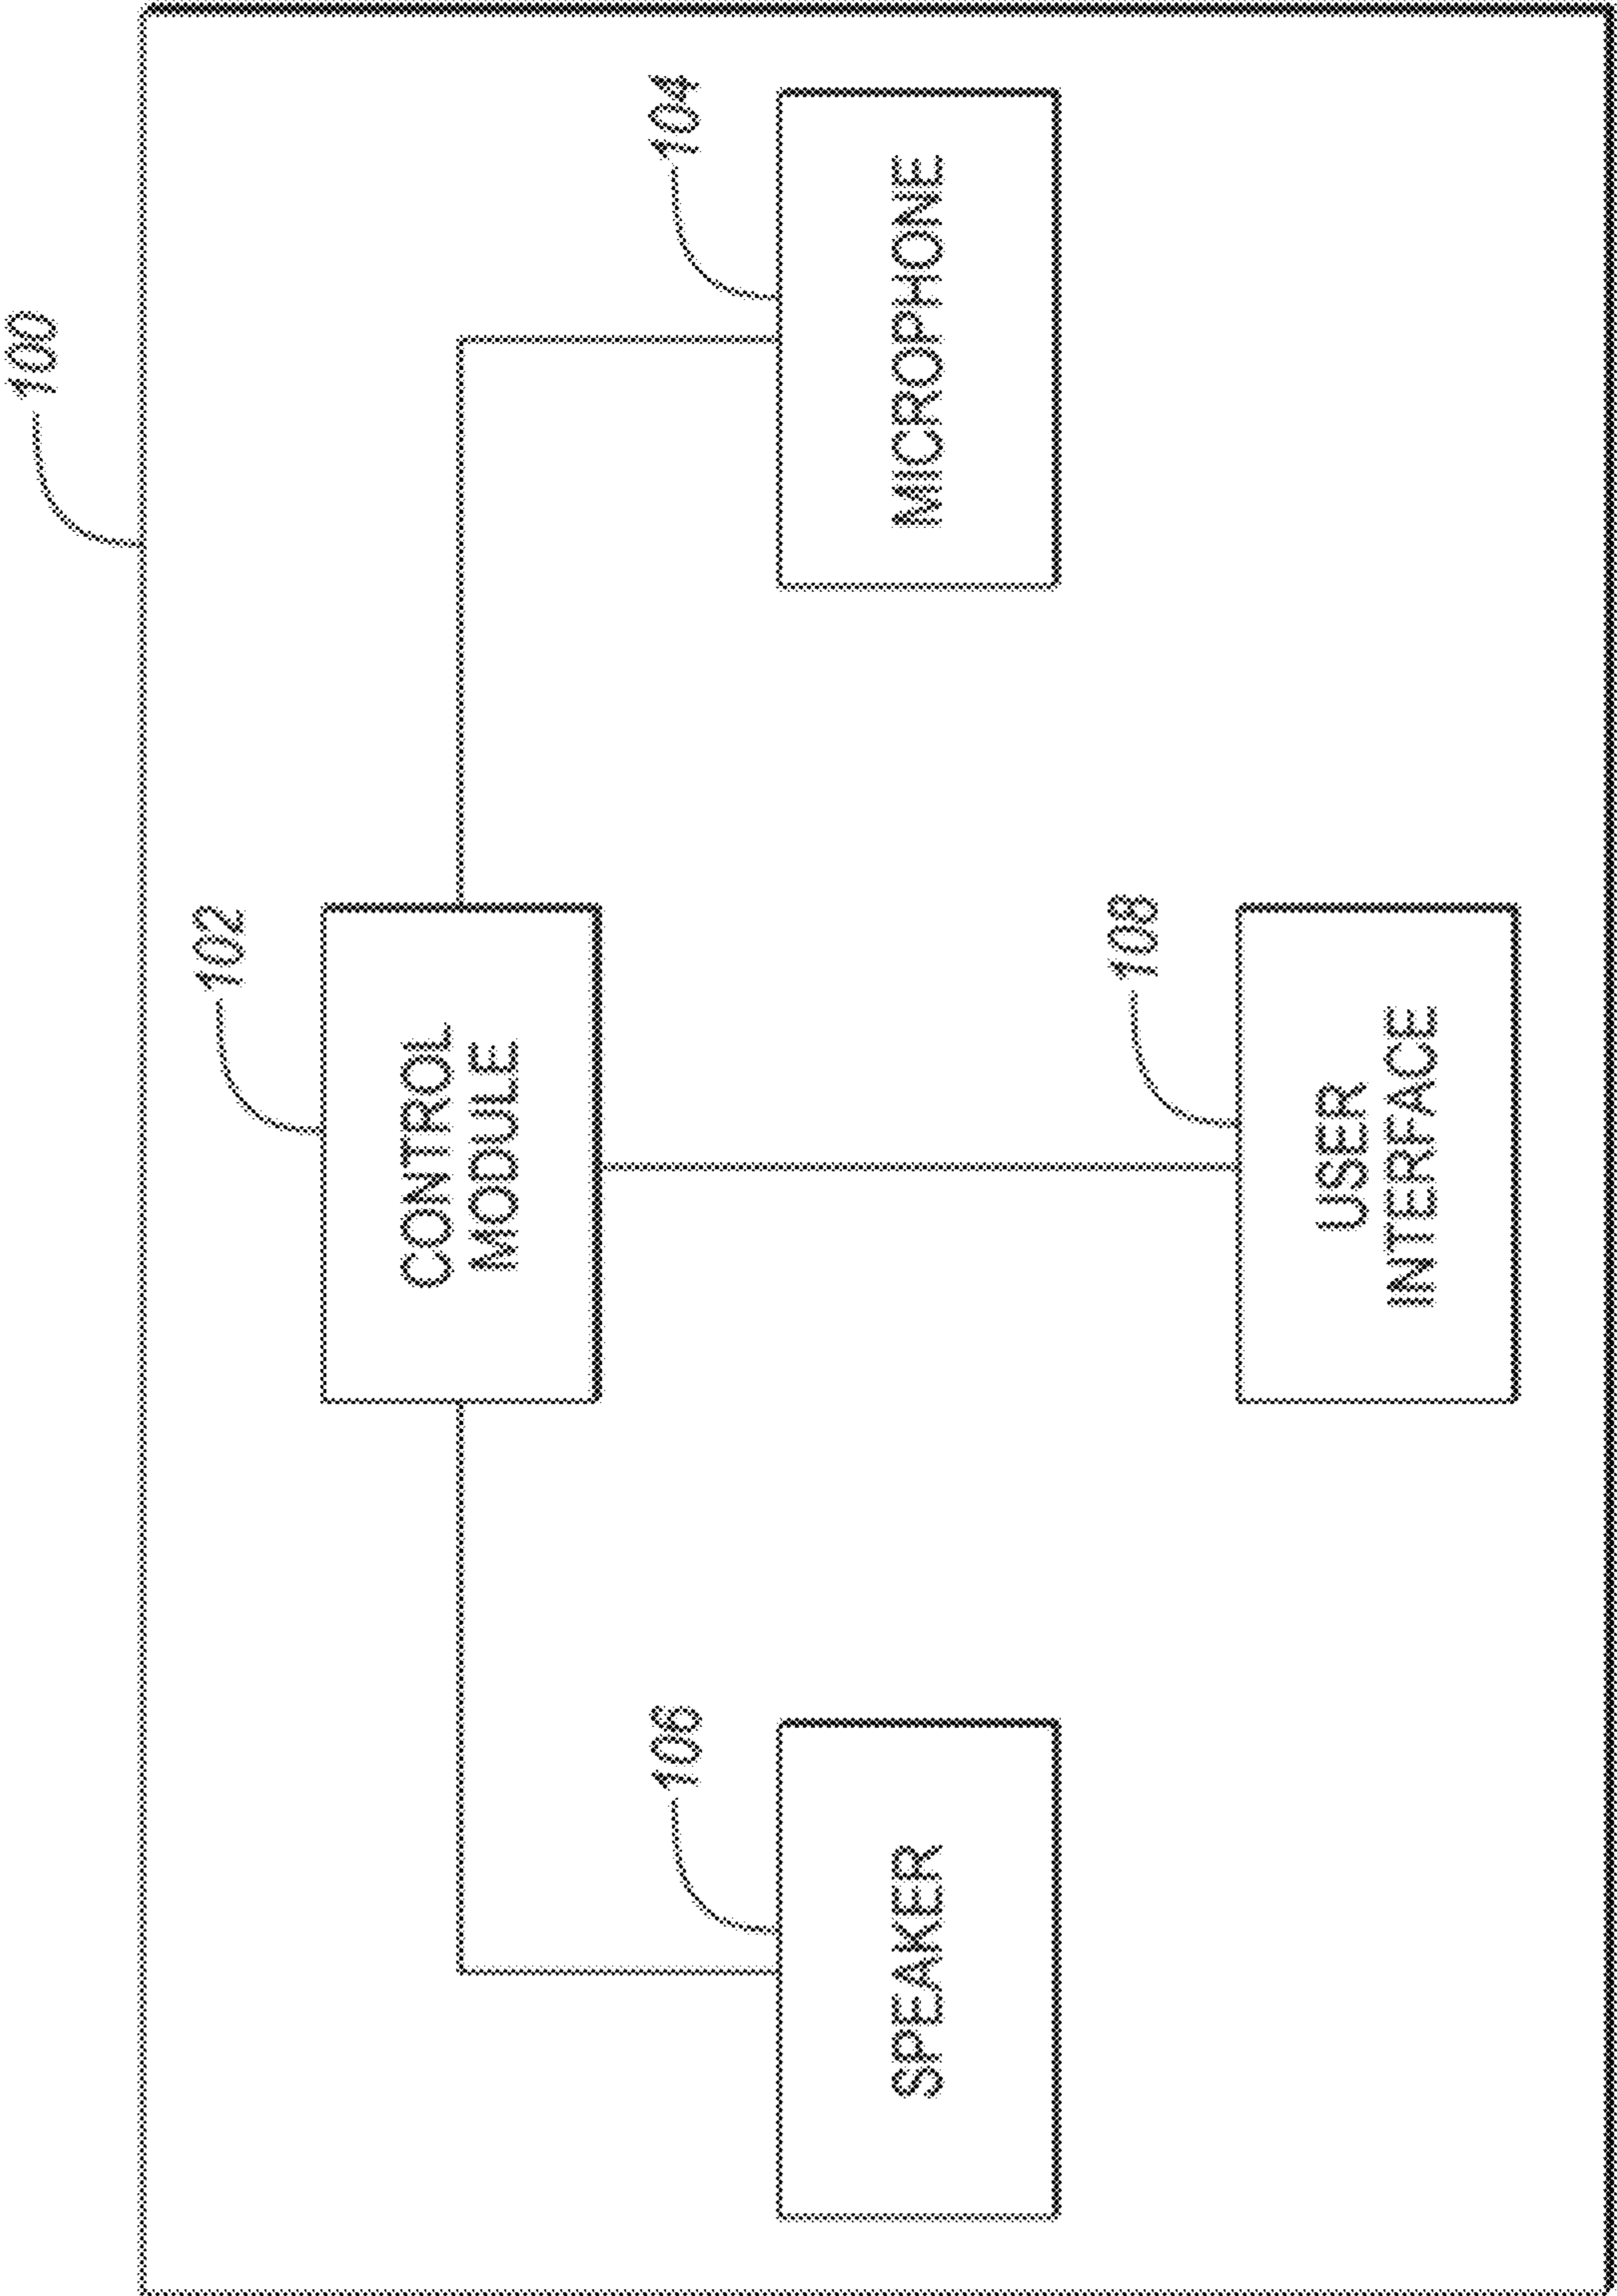 100
102
CONTROL
MODULE
106
SPEAKER
104
MICROPHONE
108
USER
INTERFACE